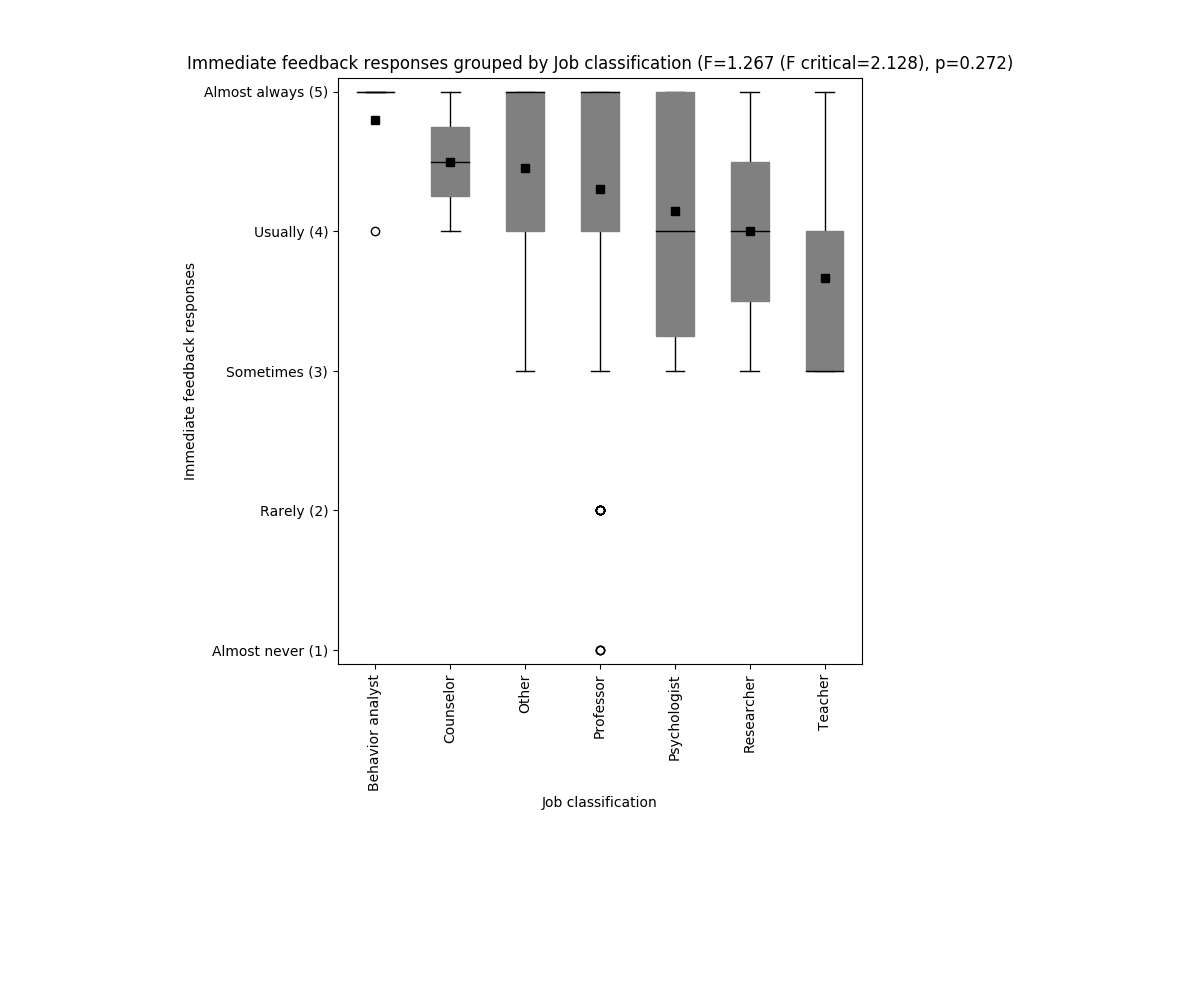 Immediate feedback responses grouped by Job classification (F=1.267 (F critical=2.128), p=0.272)
Almost always (5)
Usually (4)
Sometimes (3)
Rarely (2)
Almost never (1)
Immediate feedback responses
Behavior analyst
Counselor
Other
Professor
Psychologist
Researcher
Teacher
Job classification